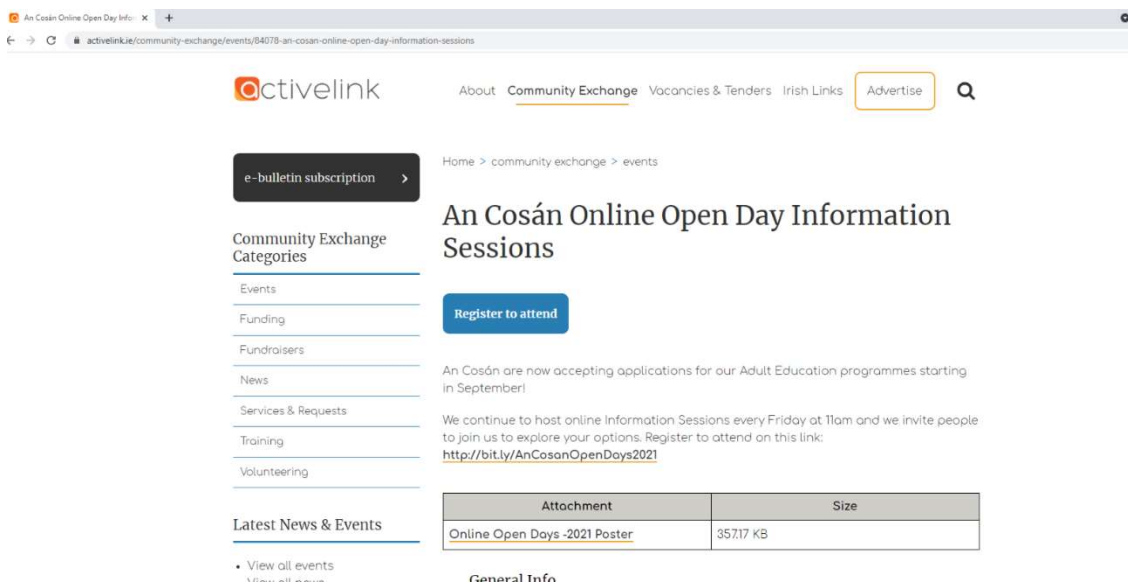 An Cosán Online Open Day Info
activelink.ie/community-exchange/events/84078-an-cosan-online-open-day-information-sessions
activelink
About Community Exchange Vacancies & Tenders Irish Links Advertise
e-bulletin subscription
Community Exchange
Categories
Events
Funding
Fundraisers
News
Services & Requests
Training
Volunteering
Latest News & Events
• View all events
View all news
Home > community exchange > events
An Cosán Online Open Day Information
Sessions
Register to attend
An Cosán are now accepting applications for our Adult Education programmes starting
in September!
We continue to host online Information Sessions every Friday at 11am and we invite people
to join us to explore your options. Register to attend on this link:
http://bit.ly/AnCosanOpenDays2021
Attachment Size
Online Open Days -2021 Poster 357.17 KB
General Info